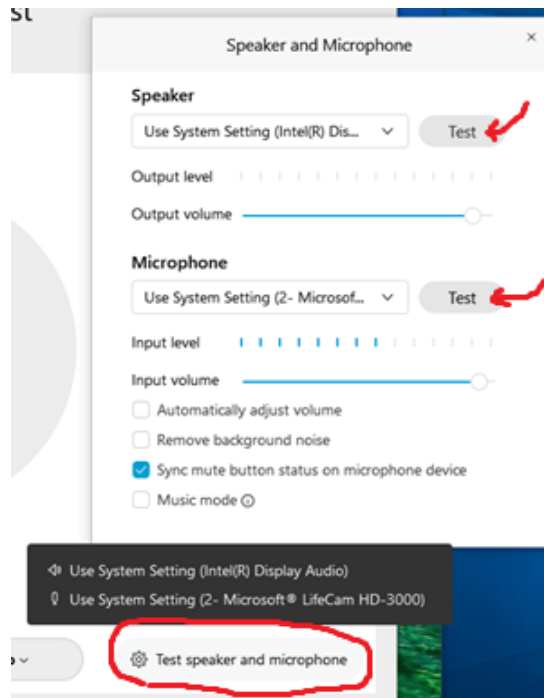 st
Speaker and Microphone
Speaker
Use System Setting (Intel(R) Dis...
Test
Output level
Output volume
Microphone
Use System Setting (2- Microsof...
Test
Input level
Input volume
Automatically adjust volume
Remove background noise
Sync mute button status on microphone device
Music mode
Use System Setting (Intel(R) Display Audio)
Use System Setting (2- Microsoft® LifeCam HD-3000)
Test speaker and microphone